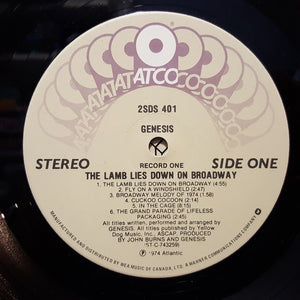 ATCO
2SDS 401
GENESIS
STEREO
RECORD ONE
SIDE ONE
THE LAMB LIES DOWN ON BROADWAY
1. THE LAMB LIES DOWN ON BROADWAY (4:55)
2. FLY ON A WINDSHIELD (2:47)
3. BROADWAY MELODY OF 1974 (1:58)
4. CUCKOO COCOON (2:14)
5. IN THE CAGE (8:15)
6. THE GRAND PARADE OF LIFELESS
PACKAGING (2:45)
All titles written, performed and arranged by
GENESIS. All titles published by Yellow
Dog Music, Inc., ASCAP. PRODUCED
BY JOHN BURNS AND GENESIS
(ST-C-743259)
℗ 1974 Atlantic
DISTRIBUTED BY WEA MUSIC OF CANADA, LTD. A WARNER COMMUNICATIONS COMPANY